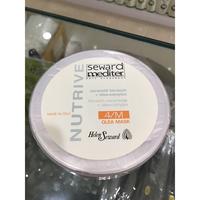 NUTRIVE
seward
mediter
MADE IN ITALY
4/M
OLEA MASK
Helen Seward